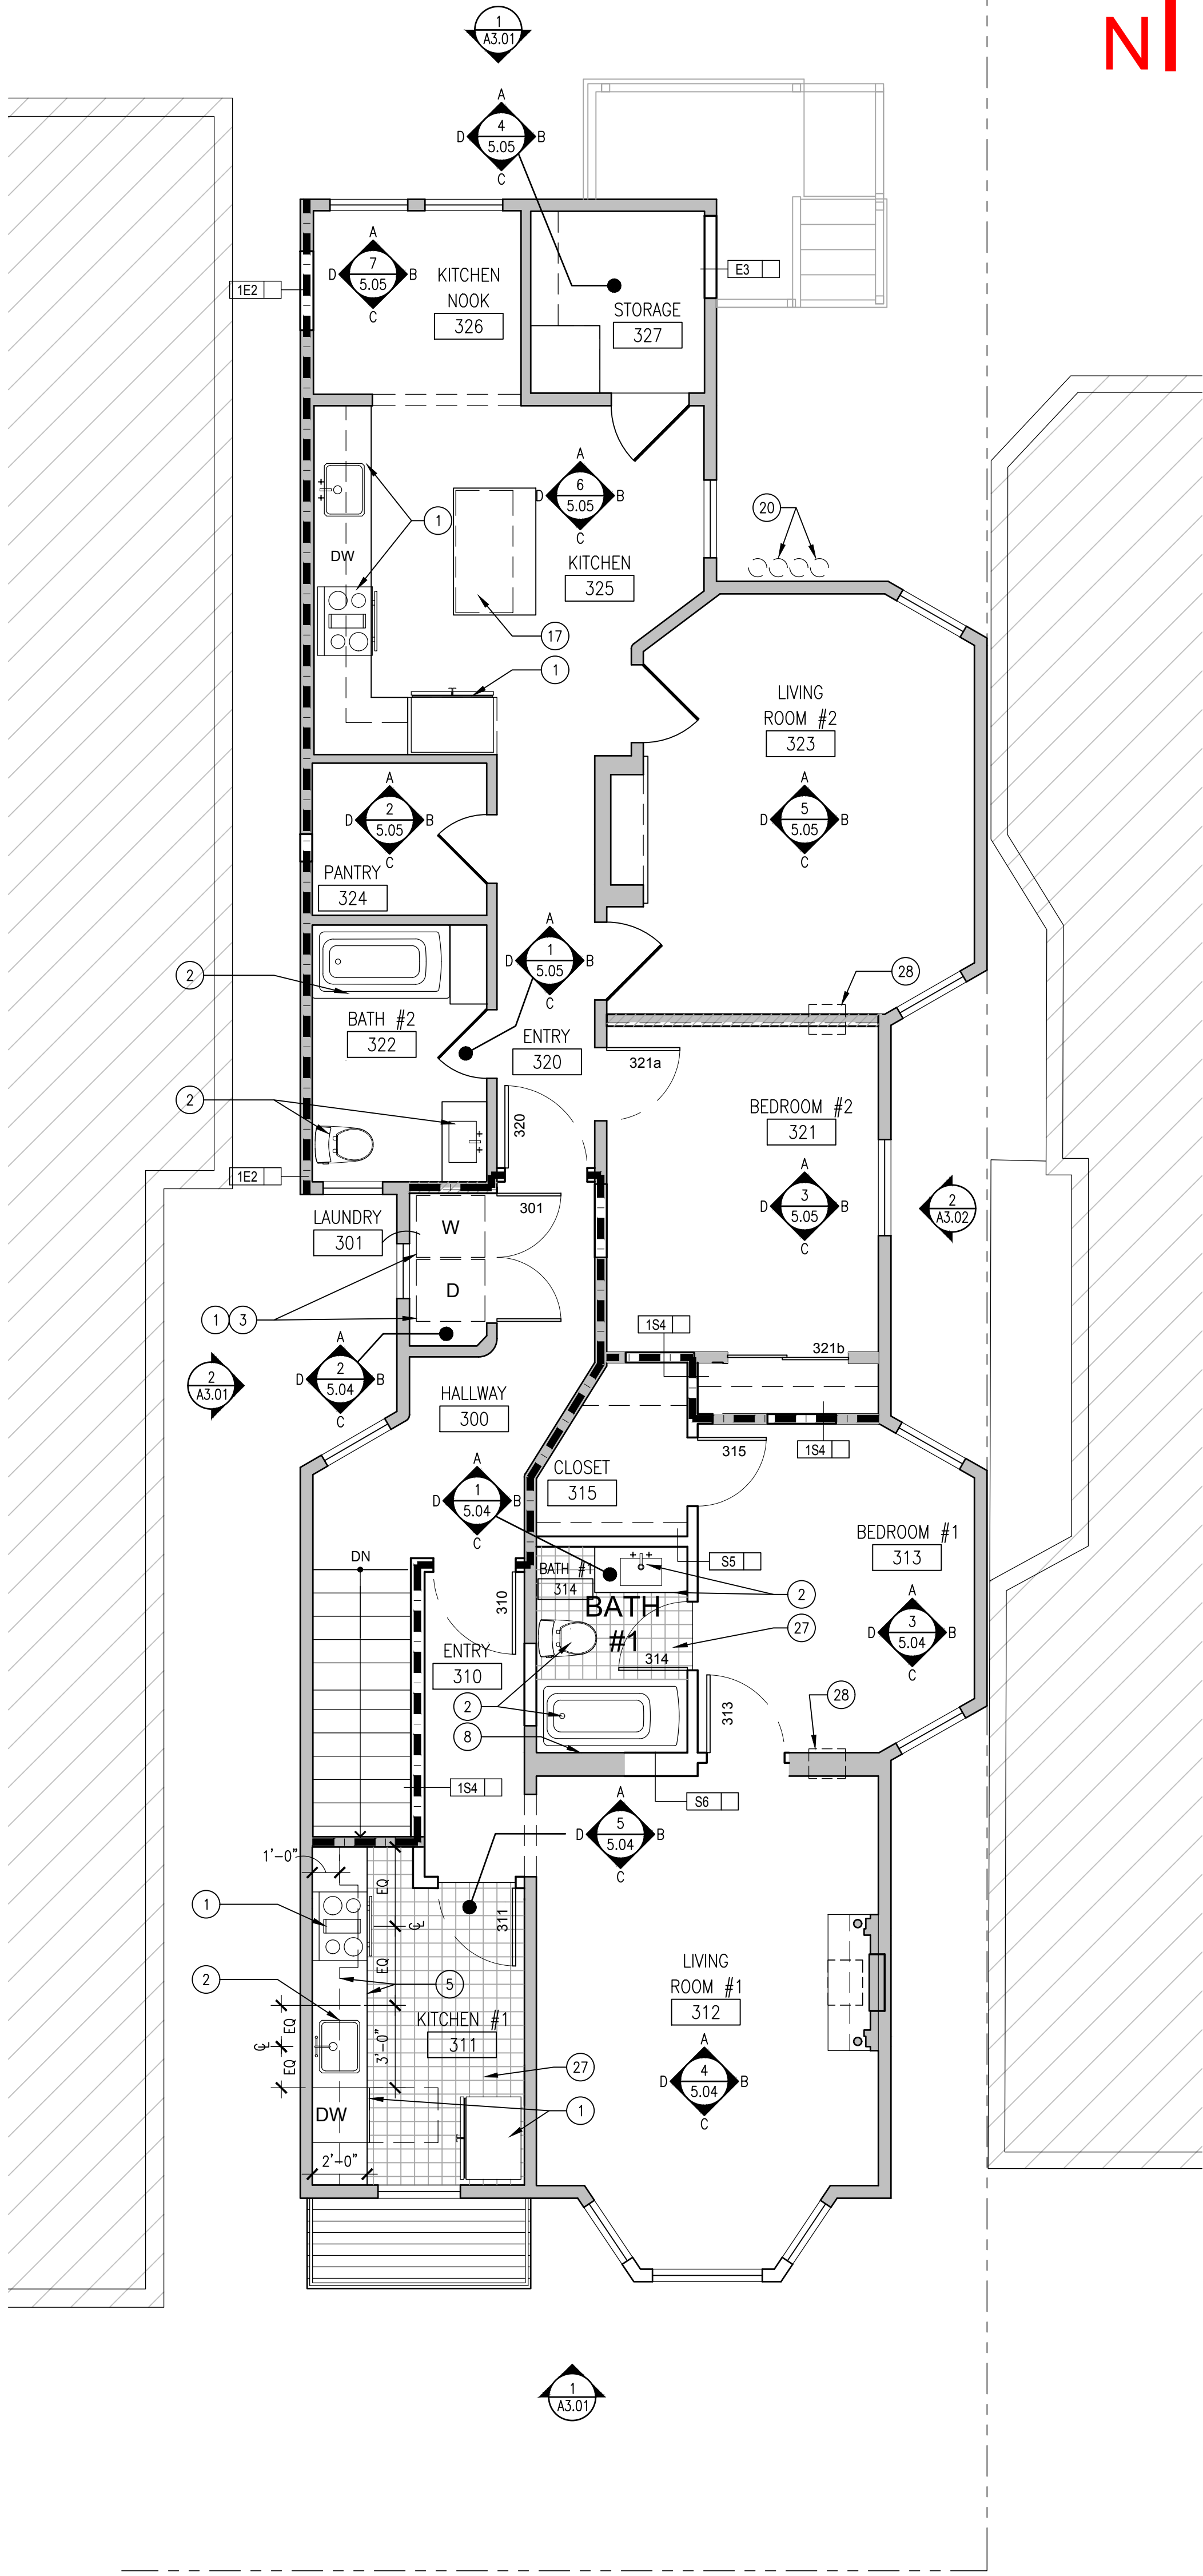 N
1
A3.01
A
D
4
B
5.05
C
A
D
7
B
5.05
C
KITCHEN
NOOK
326
STORAGE
327
E3
1E2
A
D
6
B
5.05
C
KITCHEN
325
1
DW
20
17
1
LIVING
ROOM #2
323
A
D
5
B
5.05
C
A
D
2
B
5.05
C
PANTRY
324
A
D
1
B
5.05
C
2
28
BATH #2
322
ENTRY
320
321a
2
320
BEDROOM #2
321
A
D
3
B
5.05
C
1E2
301
2
A3.02
LAUNDRY
301
W
D
1
3
1S4
321b
A
D
2
B
5.04
C
2
A3.01
HALLWAY
300
315
1S4
CLOSET
315
A
D
1
B
5.04
C
BEDROOM #1
313
DN
S5
BATH #1
314
2
310
BATH
#1
27
A
D
3
B
5.04
C
ENTRY
310
314
2
313
28
8
1S4
S6
A
D
5
B
5.04
C
1'-0"
EQ
1
311
CL
EQ
LIVING
ROOM #1
312
2
5
EQ
KITCHEN #1
311
CL
3'-0"
EQ
27
A
D
4
B
5.04
C
DW
1
2'-0"
1
A3.01